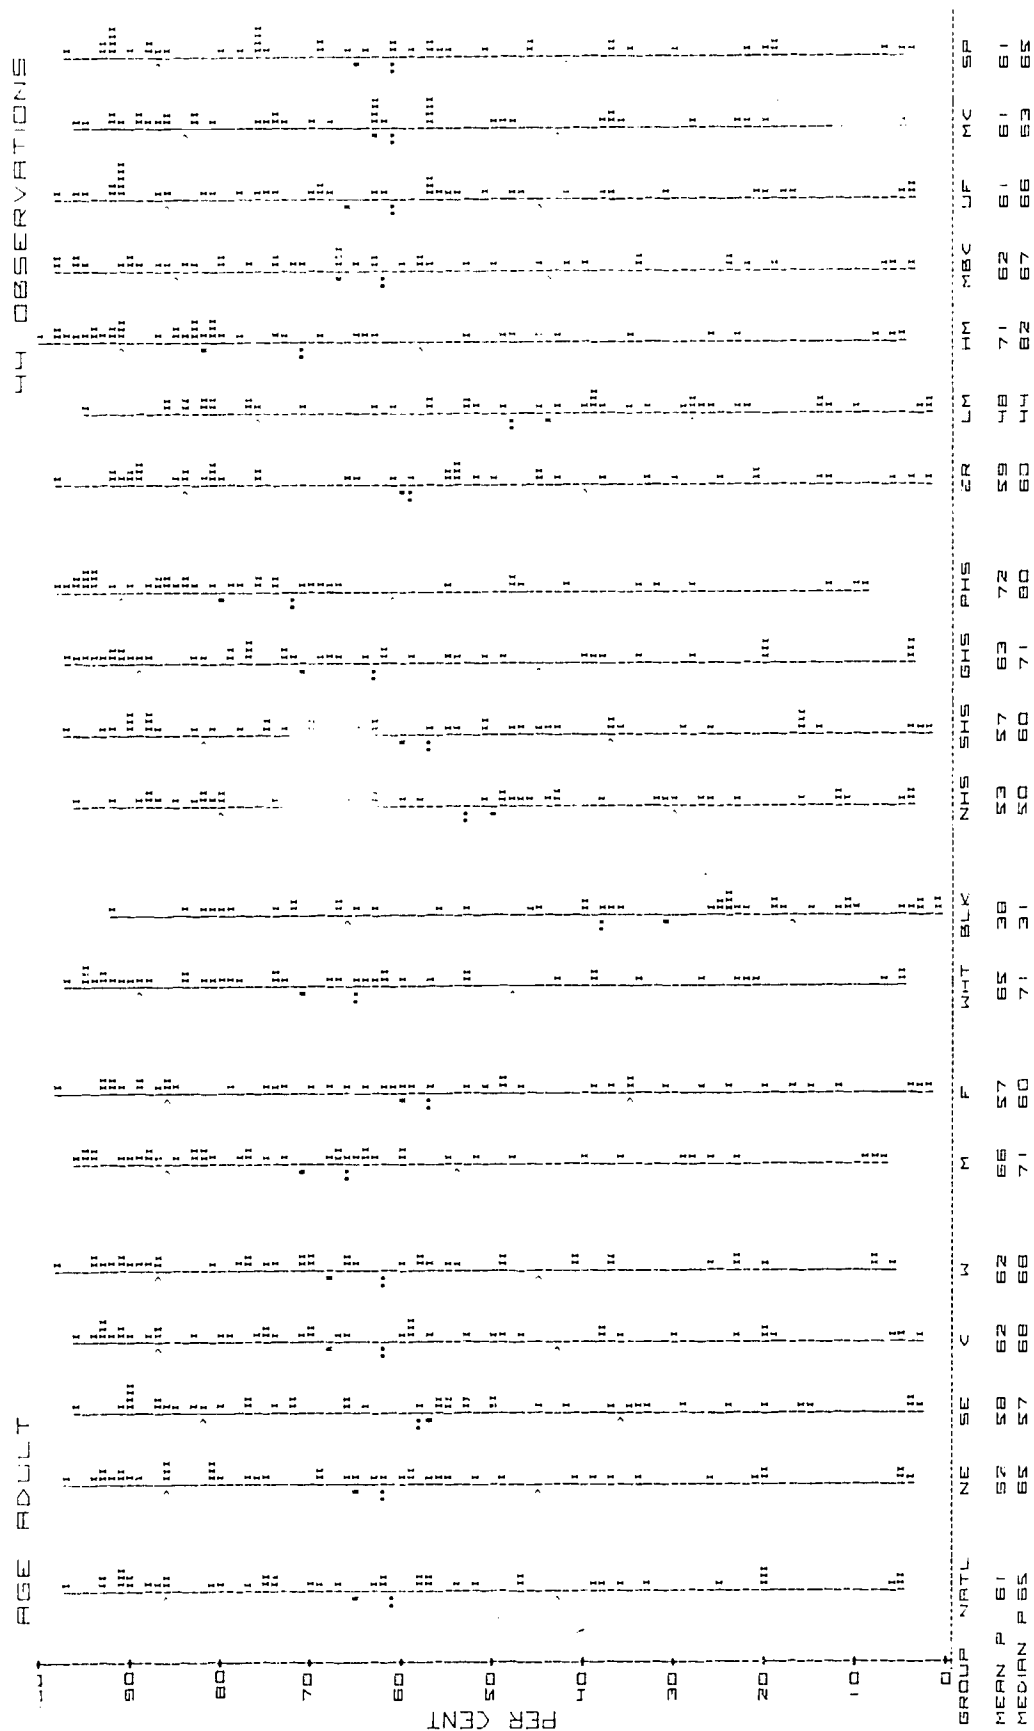 AGE ADULT 44 OBSERVATIONS
90
80
70
60
50
40
30
20
10
0
PER CENT
GROUP NATL NE SE C W M F WHT BLK NHS SHS GHS PHS GR LM HM MBC UF MC SP
MEAN P 61 62 58 62 62 66 57 65 38 53 57 63 72 59 48 71 62 61 61 61
MEDIAN P 65 65 57 68 68 71 60 71 31 50 60 71 80 60 44 82 67 66 63 65